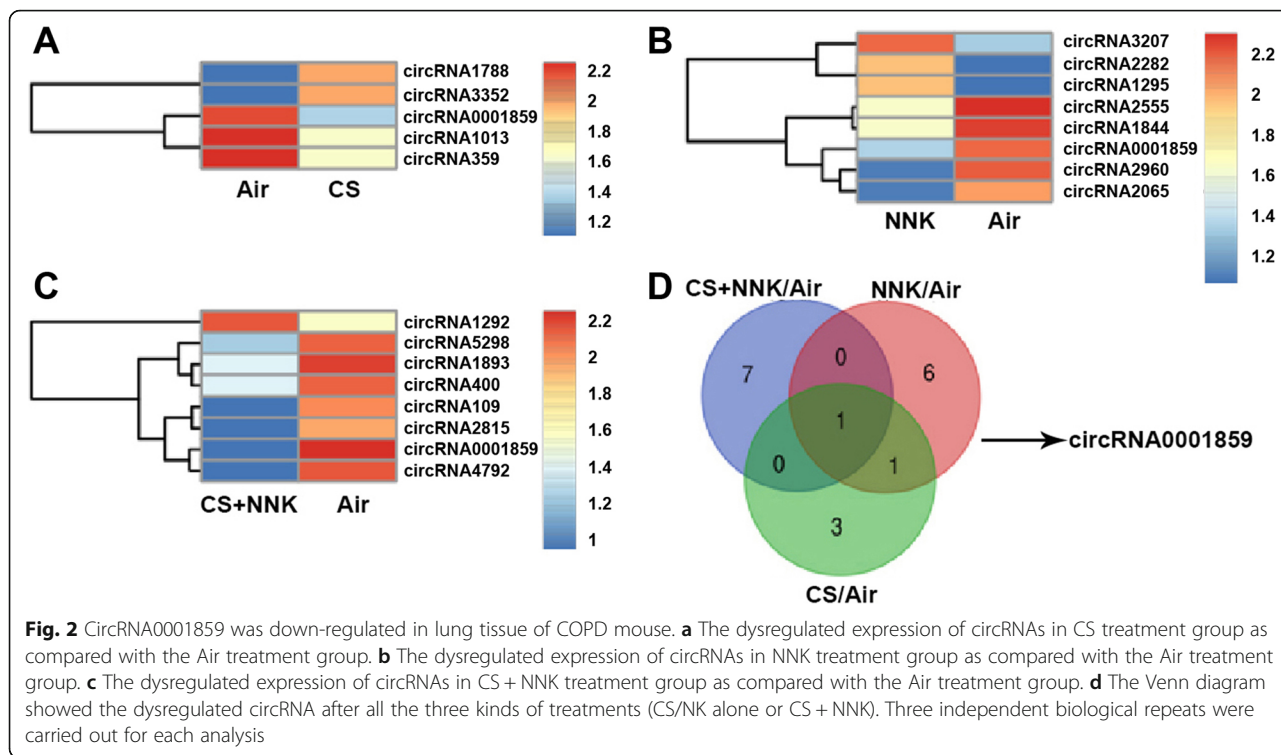 A
circRNA1788
circRNA3352
circRNA0001859
circRNA1013
circRNA359
Air CS
2.2
2
1.8
1.6
1.4
1.2
B
circRNA3207
circRNA2282
circRNA1295
circRNA2555
circRNA1844
circRNA0001859
circRNA2960
circRNA2065
NNK Air
2.2
2
1.8
1.6
1.4
1.2
C
circRNA1292
circRNA5298
circRNA1893
circRNA400
circRNA109
circRNA2815
circRNA0001859
circRNA4792
CS+NNK Air
2.2
2
1.8
1.6
1.4
1.2
1
D
CS+NNK/Air NNK/Air
7 0 6
1
0 1
3
CS/Air
circRNA0001859
Fig. 2 CircRNA0001859 was down-regulated in lung tissue of COPD mouse. a The dysregulated expression of circRNAs in CS treatment group as
compared with the Air treatment group. b The dysregulated expression of circRNAs in NNK treatment group as compared with the Air treatment
group. c The dysregulated expression of circRNAs in CS + NNK treatment group as compared with the Air treatment group. d The Venn diagram
showed the dysregulated circRNA after all the three kinds of treatments (CS/NK alone or CS + NNK). Three independent biological repeats were
carried out for each analysis